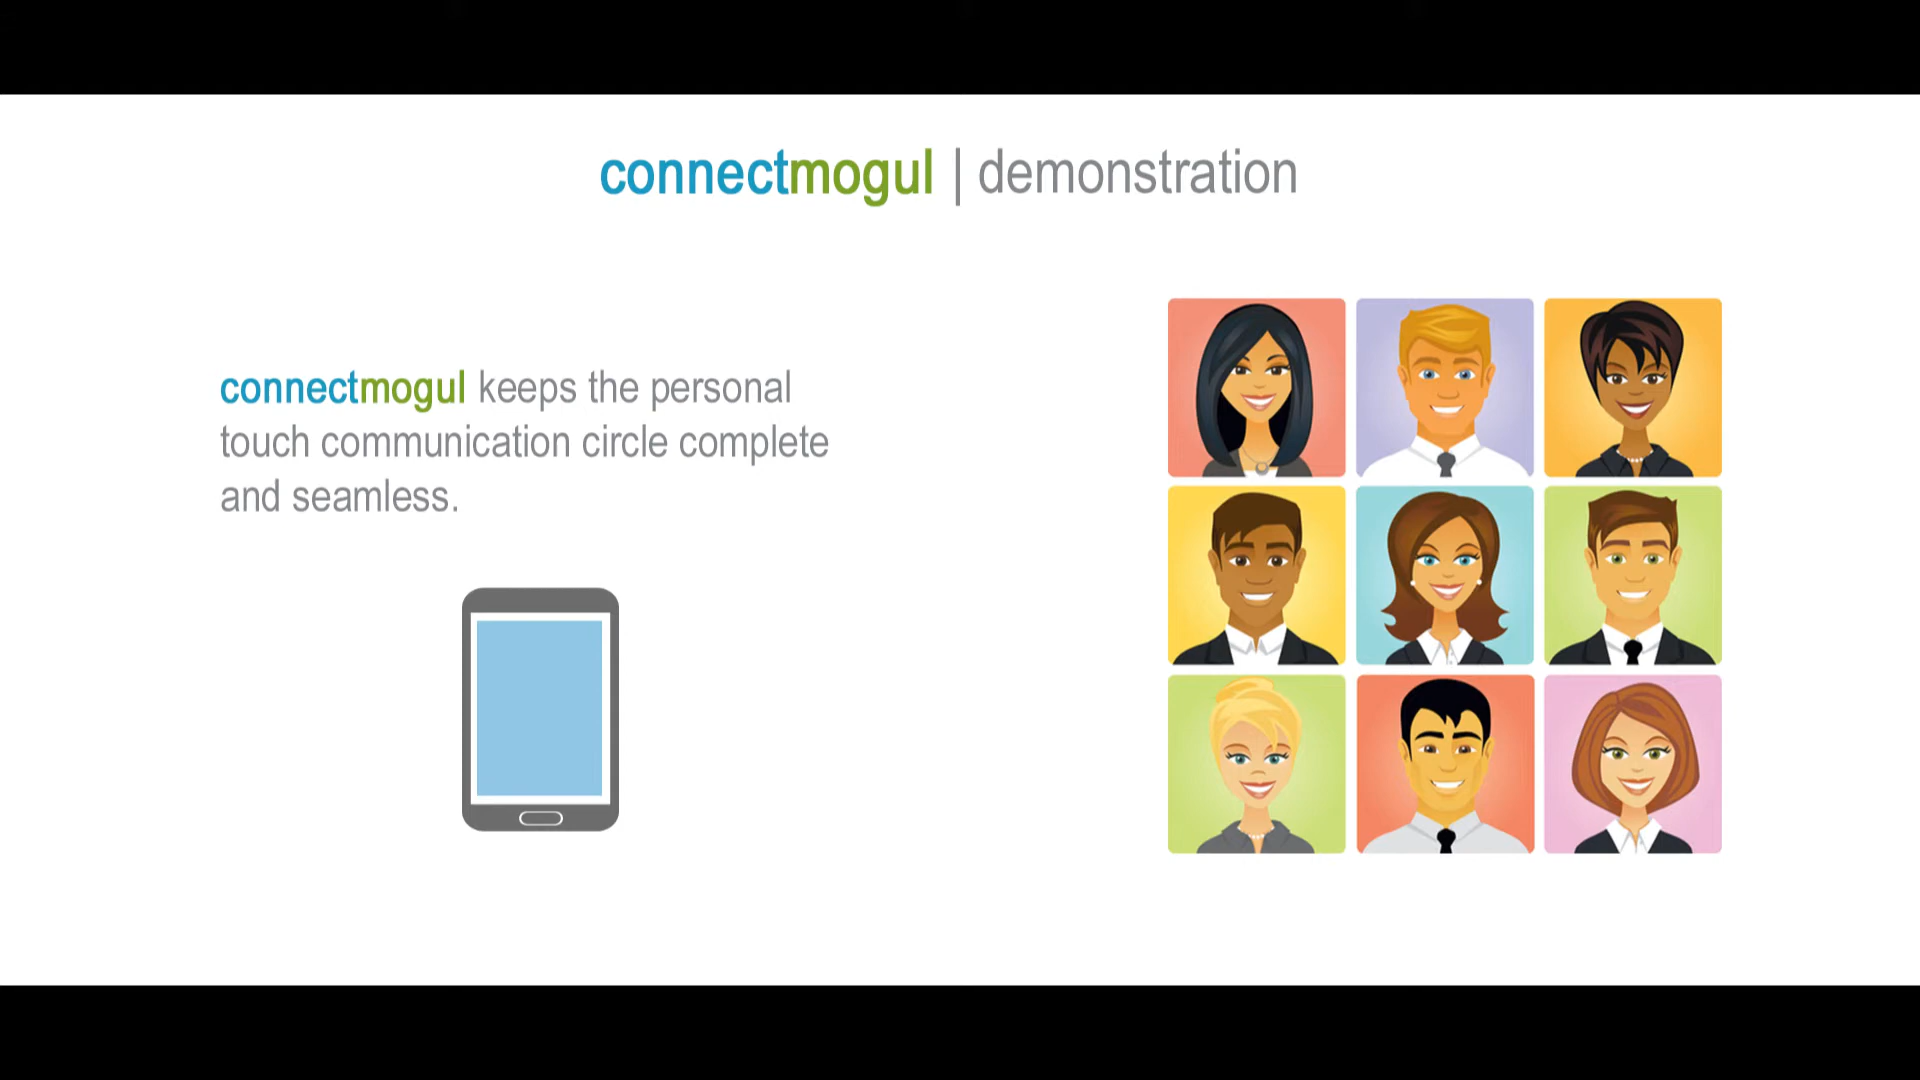 connectmogul | demonstration
connectmogul keeps the personal
touch communication circle complete
and seamless.